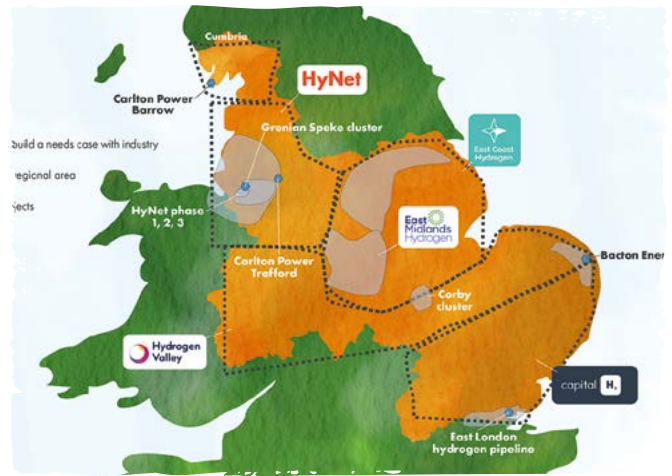 Cumbria
HyNet
Carlton Power
Barrow
Grenian Speke cluster
build a needs case with industry
East Coast
Hydrogen
regional area
jects
HyNet phase
1, 2, 3
East
Midlands
Hydrogen
Carlton Power
Trafford
Bacton Ener
Corby
cluster
Hydrogen
Valley
capital H₂
East London
hydrogen pipeline